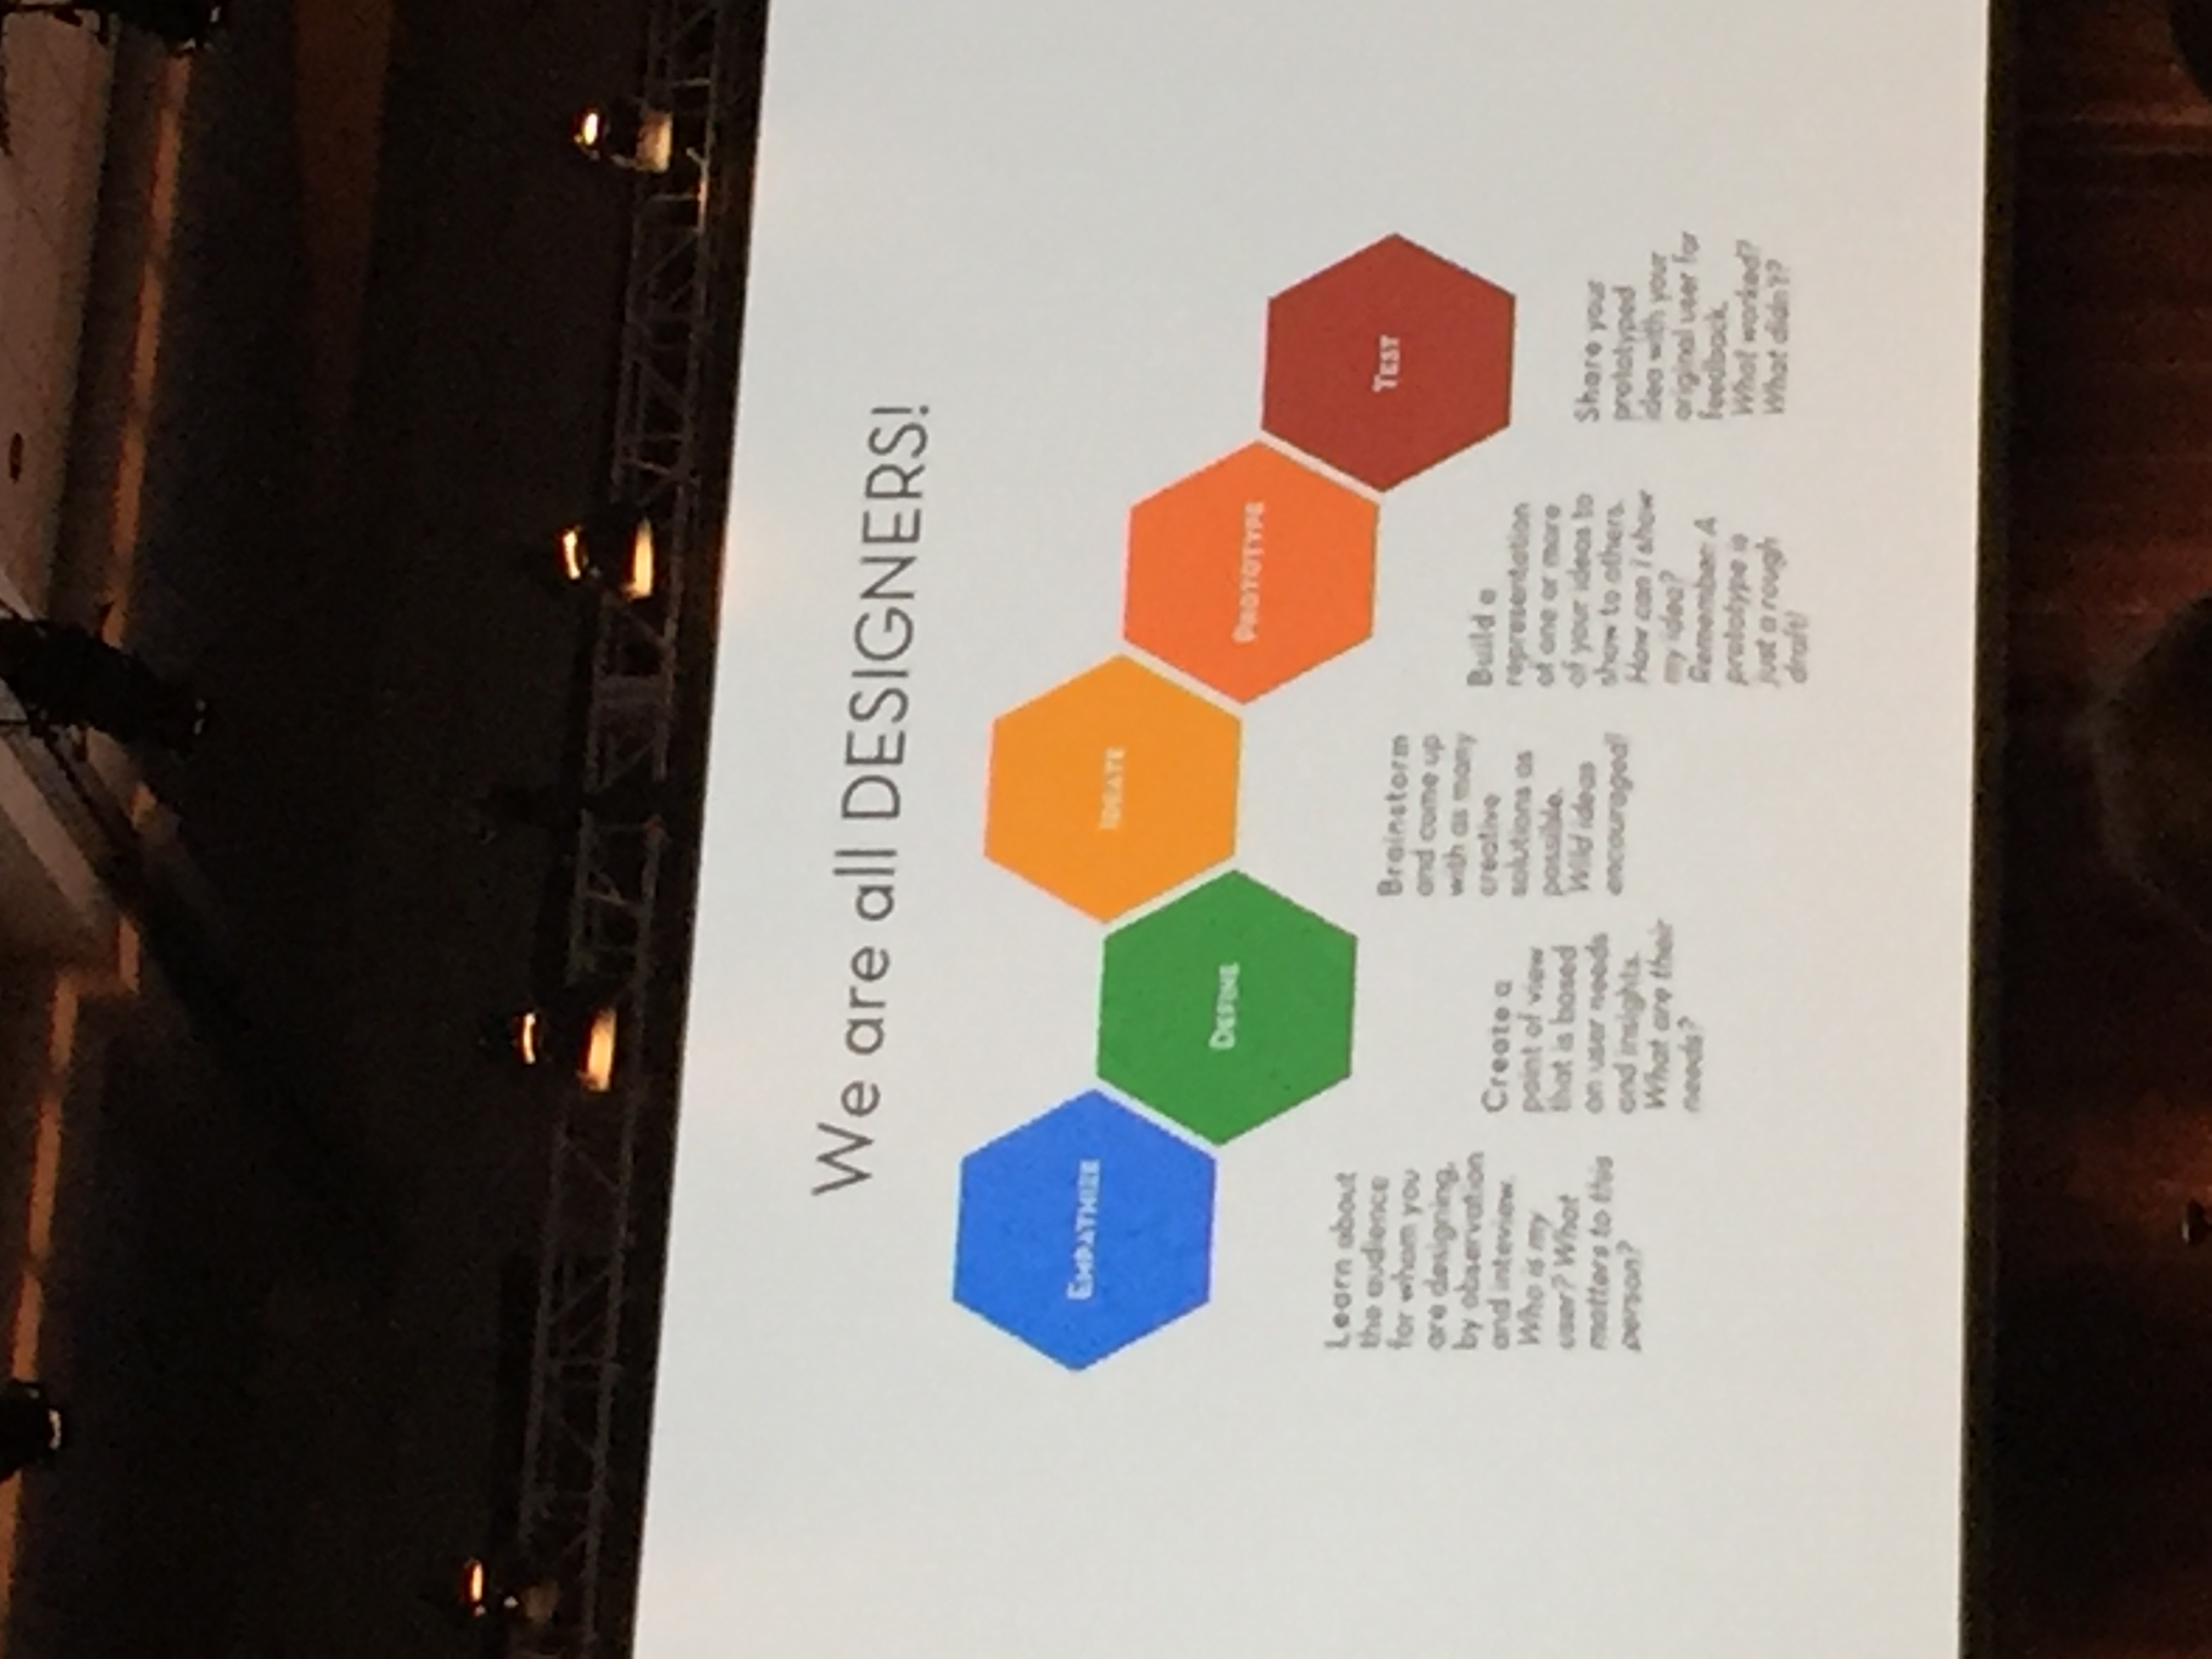 We are all DESIGNERS!
EMPATHIZE
DEFINE
IDEATE
PROTOTYPE
TEST
Learn about
the audience
for whom you
are designing,
by observation
and inteview.
Who is my
user? What
matters to this
person?
Create a
point of view
that is based
on user needs
and insights.
What are their
needs?
Brainstorm
and come up
with as many
creative
solutions as
possible.
Wild ideas
encouraged!
Build a
representation
of one or more
of your ideas to
show to others.
How can I show
my idea?
Remember: A
prototype is
just a rough
draft!
Share your
prototyped
idea with your
original user for
feedback.
What worked?
What didn't?